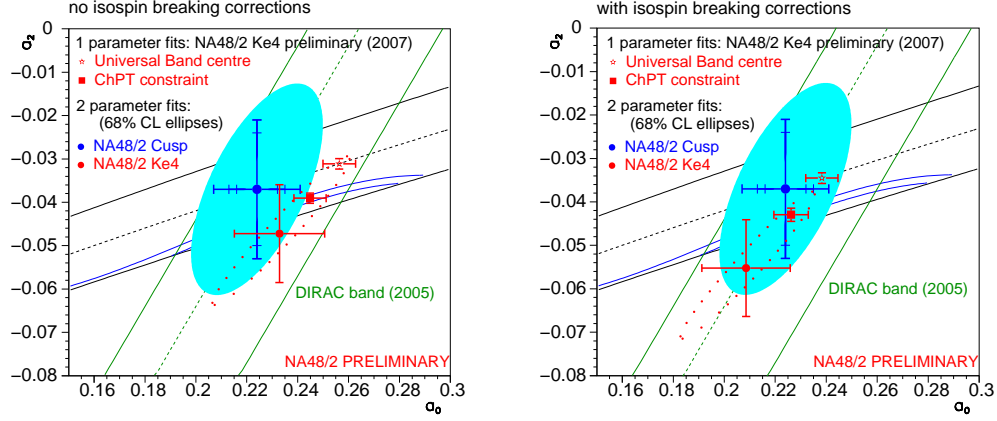 no isospin breaking corrections
a₂
0
−0.01
−0.02
−0.03
−0.04
−0.05
−0.06
−0.07
−0.08
1 parameter fits: NA48/2 Ke4 preliminary (2007)
Universal Band centre
ChPT constraint
2 parameter fits:
(68% CL ellipses)
NA48/2 Cusp
NA48/2 Ke4
DIRAC band (2005)
NA48/2 PRELIMINARY
0.16 0.18 0.2 0.22 0.24 0.26 0.28 0.3
a₀
with isospin breaking corrections
a₂
0
−0.01
−0.02
−0.03
−0.04
−0.05
−0.06
−0.07
−0.08
1 parameter fits: NA48/2 Ke4 preliminary (2007)
Universal Band centre
ChPT constraint
2 parameter fits:
(68% CL ellipses)
NA48/2 Cusp
NA48/2 Ke4
DIRAC band (2005)
NA48/2 PRELIMINARY
0.16 0.18 0.2 0.22 0.24 0.26 0.28 0.3
a₀